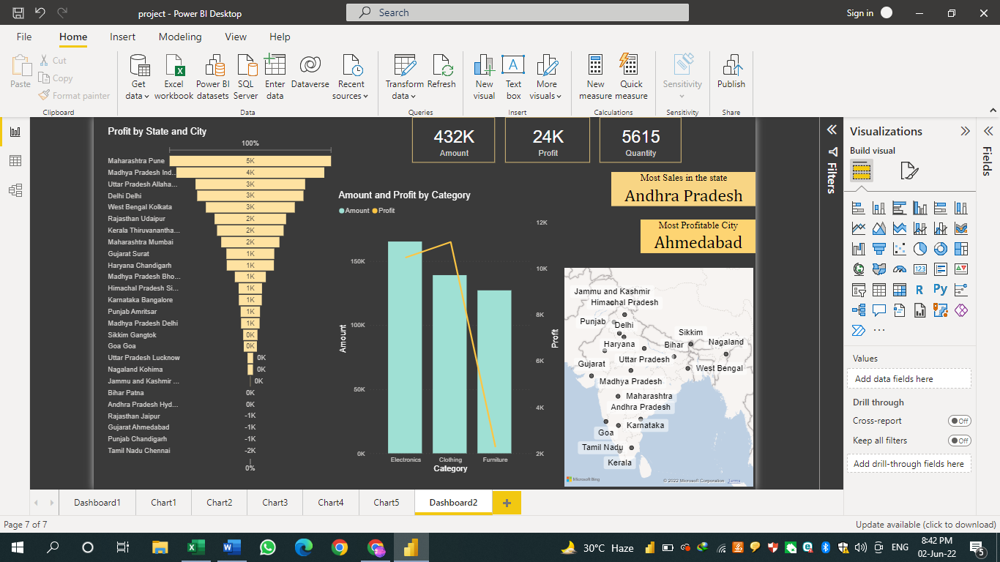 project - Power BI Desktop
Search
Sign in
File
Home
Insert
Modeling
View
Help
Paste
Cut
Copy
Format painter
Clipboard
Get data
Excel workbook
Power BI datasets
SQL Server
Enter data
Dataverse
Recent sources
Data
Transform data
Refresh
Queries
New visual
Text box
More visuals
Insert
New measure
Quick measure
Calculations
Sensitivity
Sensitivity
Publish
Share
Profit by State and City
100%
Maharashtra Pune 5K
Madhya Pradesh Ind... 4K
Uttar Pradesh Allaha... 3K
Delhi Delhi 3K
West Bengal Kolkata 3K
Rajasthan Udaipur 2K
Kerala Thiruvanantha... 2K
Maharashtra Mumbai 2K
Gujarat Surat 1K
Haryana Chandigarh 1K
Madhya Pradesh Bho... 1K
Himachal Pradesh Si... 1K
Karnataka Bangalore 1K
Punjab Amritsar 1K
Madhya Pradesh Delhi 1K
Sikkim Gangtok 0K
Goa Goa 0K
Uttar Pradesh Lucknow 0K
Nagaland Kohima 0K
Jammu and Kashmir ... 0K
Bihar Patna 0K
Andhra Pradesh Hyd... 0K
Rajasthan Jaipur -1K
Gujarat Ahmedabad -1K
Punjab Chandigarh -1K
Tamil Nadu Chennai -2K
0%
432K
Amount
24K
Profit
5615
Quantity
Most Sales in the state
Andhra Pradesh
Most Profitable City
Ahmedabad
Amount and Profit by Category
Amount Profit
150K
100K
50K
0K
Amount
12K
10K
8K
6K
4K
2K
Profit
Electronics
Clothing
Furniture
Category
Jammu and Kashmir
Himachal Pradesh
Punjab
Delhi
Haryana
Sikkim
Bihar
Nagaland
Gujarat
Uttar Pradesh
West Bengal
Madhya Pradesh
Maharashtra
Andhra Pradesh
Karnataka
Goa
Tamil Nadu
Kerala
Microsoft Bing
© 2022 Microsoft Corporation Terms
Filters
Visualizations
Build visual
123
R
Py
Values
Add data fields here
Drill through
Cross-report
Off
Keep all filters
Off
Add drill-through fields here
Fields
Dashboard1
Chart1
Chart2
Chart3
Chart4
Chart5
Dashboard2
Page 7 of 7
Update available (click to download)
30°C Haze
ENG
8:42 PM
02-Jun-22
5